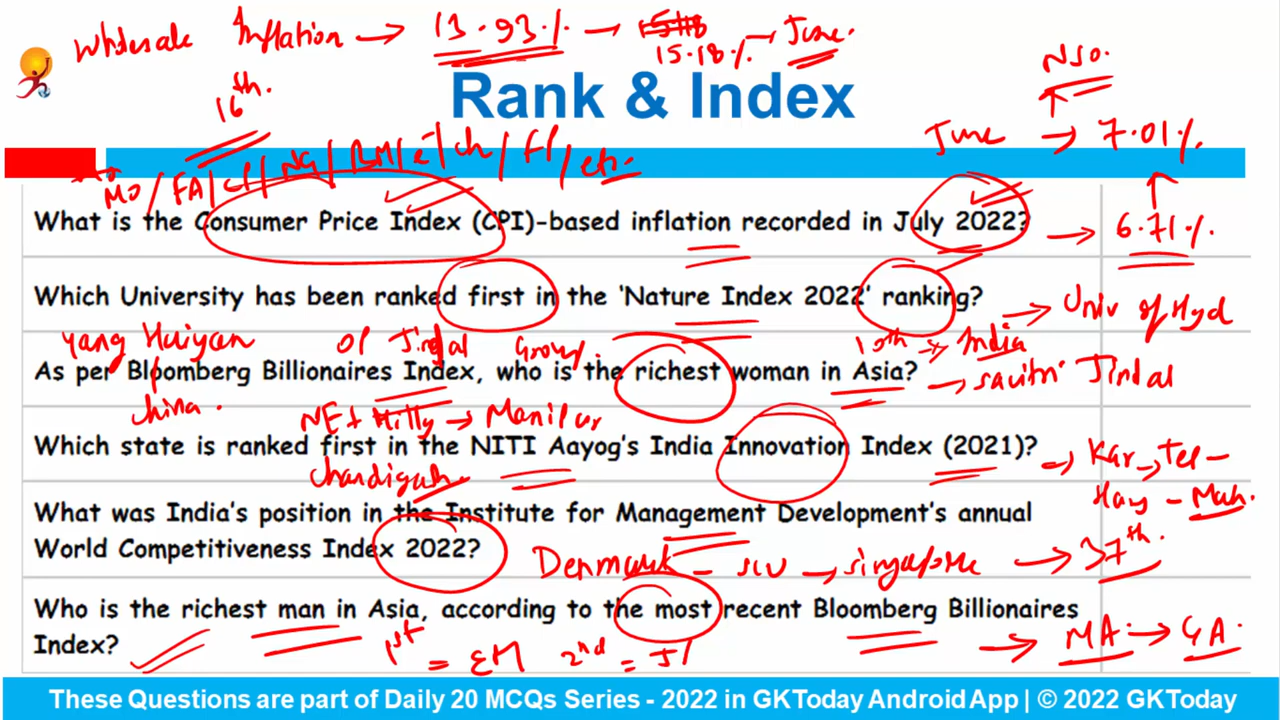 Wholesale Inflation → 13.93% → 15.18% → June.
Rank & Index
NSO.
16th.
June → 7.01%
MO / FA / CF / NG / BM / E / Ch / FI / etc.
What is the Consumer Price Index (CPI)-based inflation recorded in July 2022? → 6.71%.
Which University has been ranked first in the 'Nature Index 2022' ranking? → Univ of Hyd
Yang Huiyan OP Jindal Group. 10th → India
As per Bloomberg Billionaires Index, who is the richest woman in Asia? → Savitri Jindal
China.
NE + Hilly → Manipur
Which state is ranked first in the NITI Aayog's India Innovation Index (2021)? → Kar → Tel -
Chandigarh Hary - Mah.
What was India's position in the Institute for Management Development's annual
World Competitiveness Index 2022? Denmark - SW → Singapore → 37th.
Who is the richest man in Asia, according to the most recent Bloomberg Billionaires
Index? 1st = EM 2nd = JB → MA. → GA.
These Questions are part of Daily 20 MCQs Series - 2022 in GKToday Android App | © 2022 GKToday